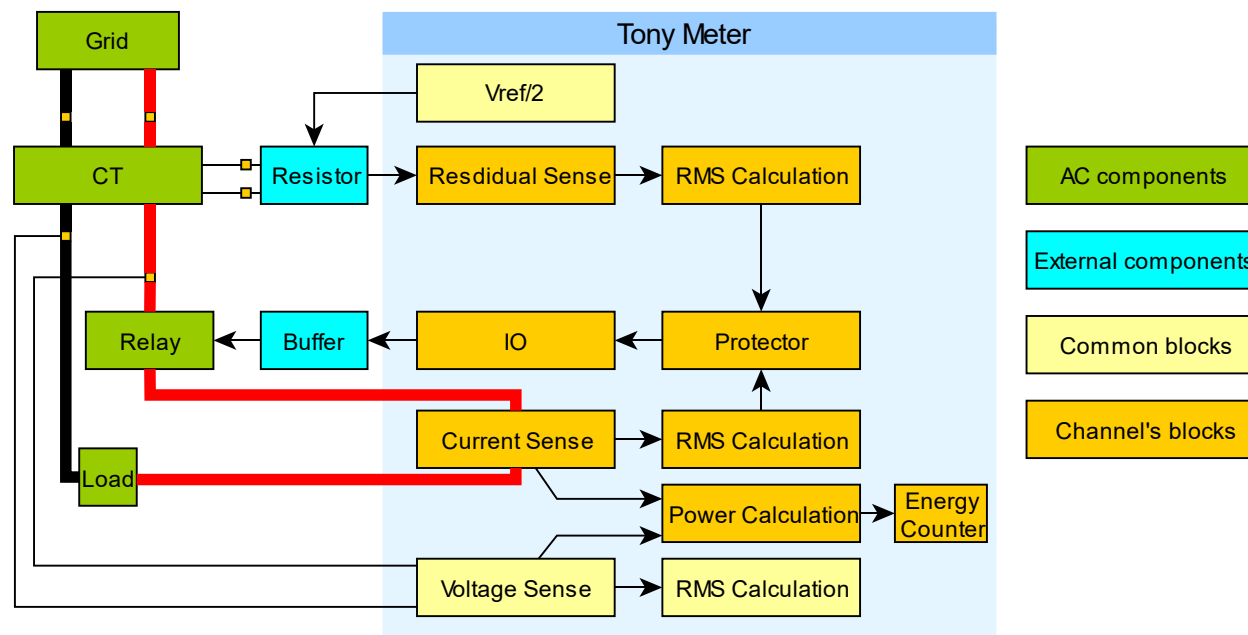 Tony Meter
Grid
Vref/2
CT
Resistor
Resdidual Sense
RMS Calculation
AC components
External components
Relay
Buffer
IO
Protector
Common blocks
Current Sense
RMS Calculation
Channel's blocks
Load
Power Calculation
Energy
Counter
Voltage Sense
RMS Calculation